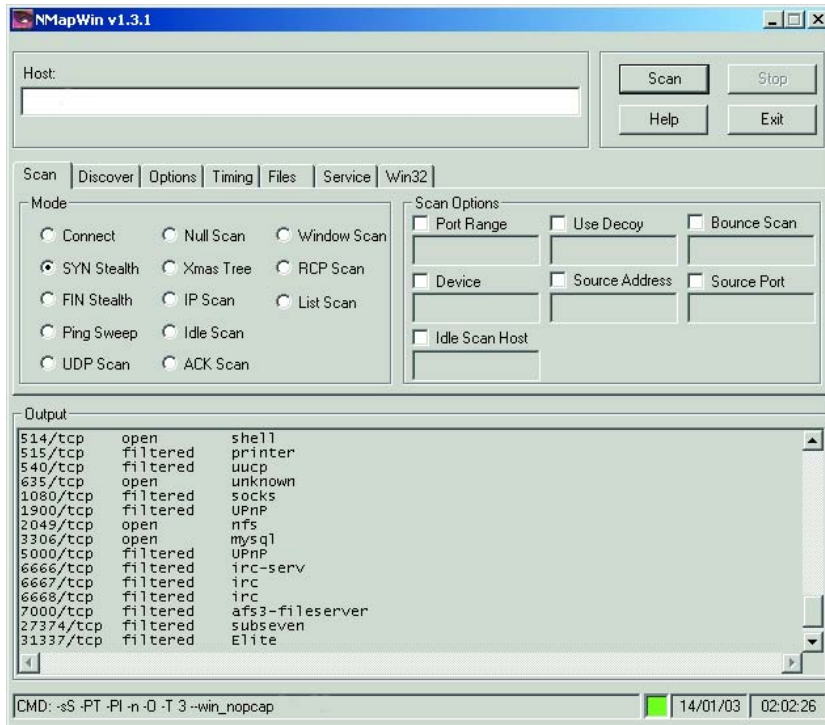 NMapWin v1.3.1
Host:
Scan Stop
Help Exit
Scan Discover Options Timing Files Service Win32
Mode
Connect Null Scan Window Scan
SYN Stealth Xmas Tree RCP Scan
FIN Stealth IP Scan List Scan
Ping Sweep Idle Scan
UDP Scan ACK Scan
Scan Options
Port Range Use Decoy Bounce Scan
Device Source Address Source Port
Idle Scan Host
Output
514/tcp open shell
515/tcp filtered printer
540/tcp filtered uucp
635/tcp open unknown
1080/tcp filtered socks
1900/tcp filtered UPnP
2049/tcp open nfs
3306/tcp open mysql
5000/tcp filtered UPnP
6666/tcp filtered irc-serv
6667/tcp filtered irc
6668/tcp filtered irc
7000/tcp filtered afs3-fileserver
27374/tcp filtered subseven
31337/tcp filtered Elite
CMD: -sS -PT -PI -n -O -T 3 --win_nopcap 14/01/03 02:02:26